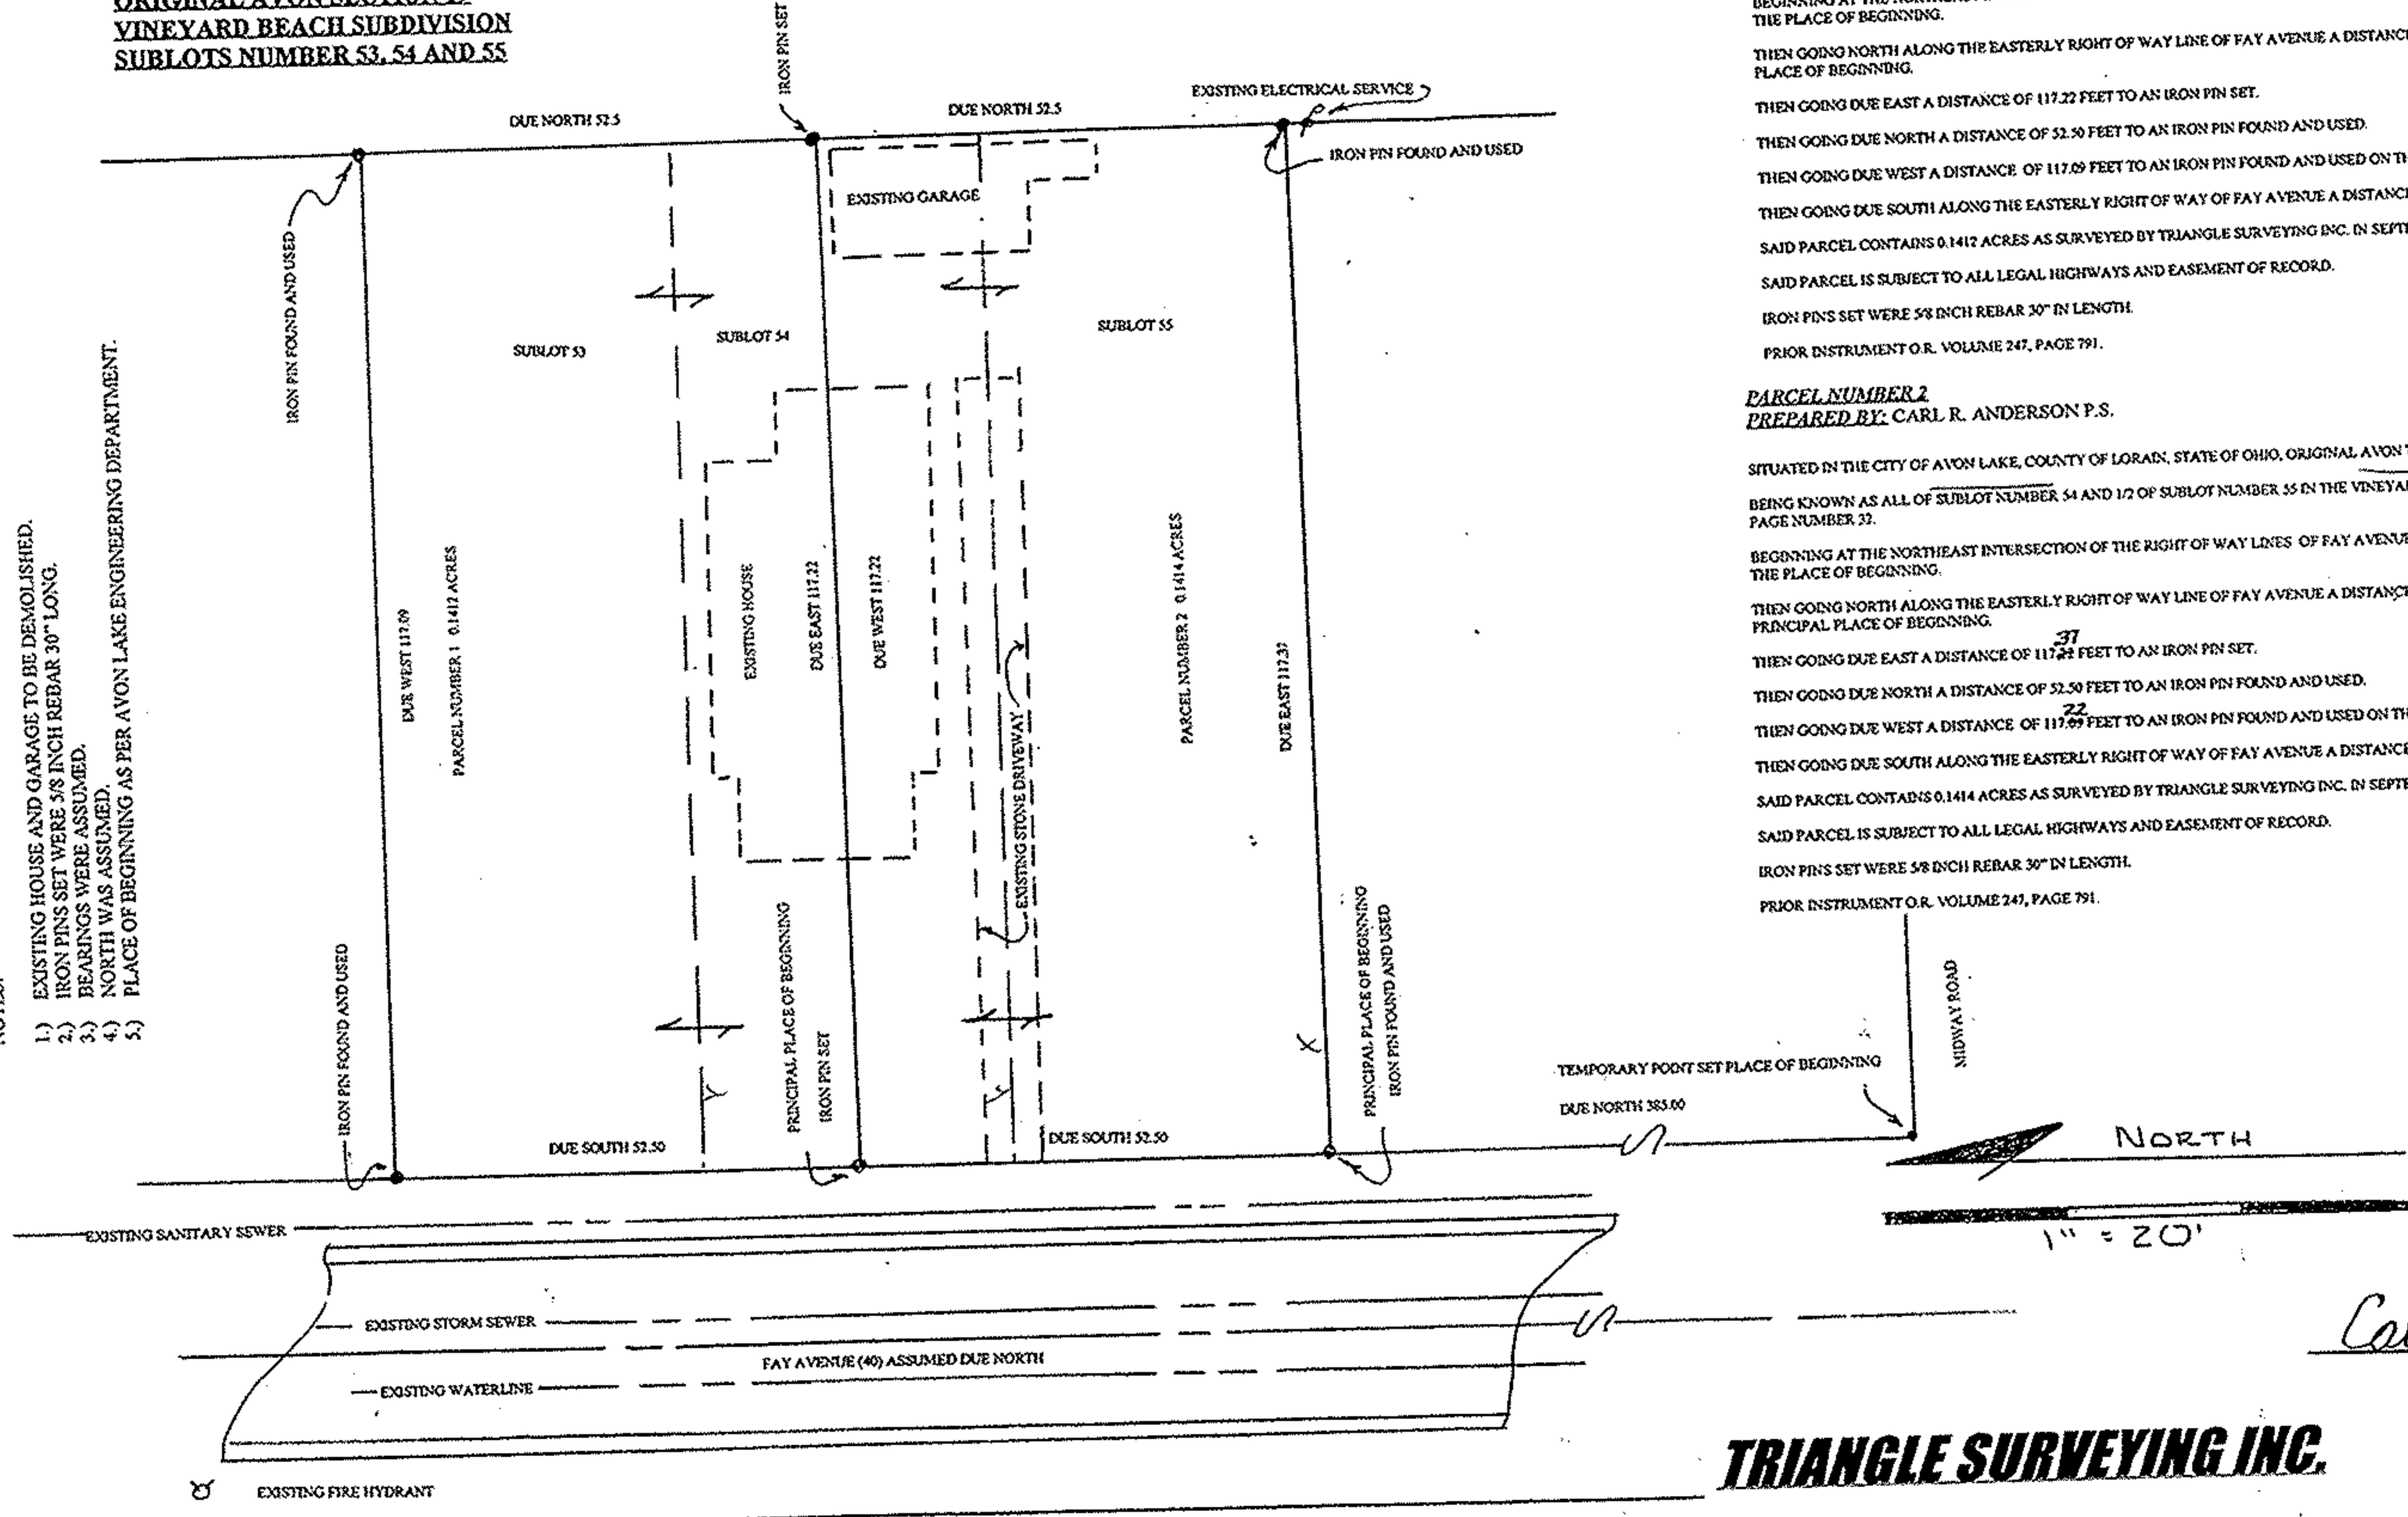 VINEYARD BEACH SUBDIVISION
SUBLOTS NUMBER 53, 54 AND 55
IRON PIN SET
DUE NORTH 52.5
DUE NORTH 52.5
EXISTING ELECTRICAL SERVICE
IRON PIN FOUND AND USED
EXISTING GARAGE
IRON PIN FOUND AND USED
SUBLOT 53
SUBLOT 54
SUBLOT 55
1.) EXISTING HOUSE AND GARAGE TO BE DEMOLISHED.
2.) IRON PINS SET WERE 5/8 INCH REBAR 30" LONG.
3.) BEARINGS WERE ASSUMED.
4.) NORTH WAS ASSUMED.
5.) PLACE OF BEGINNING AS PER AVON LAKE ENGINEERING DEPARTMENT.
DUE WEST 117.09
PARCEL NUMBER 1 0.1412 ACRES
EXISTING HOUSE
DUE EAST 117.22
DUE WEST 117.22
EXISTING STONE DRIVEWAY
PARCEL NUMBER 2 0.1414 ACRES
DUE EAST 117.37
IRON PIN FOUND AND USED
PRINCIPAL PLACE OF BEGINNING
IRON PIN SET
PRINCIPAL PLACE OF BEGINNING
IRON PIN FOUND AND USED
X
Y
Y
DUE SOUTH 52.50
DUE SOUTH 52.50
TEMPORARY POINT SET PLACE OF BEGINNING
DUE NORTH 385.00
MIDWAY ROAD
NORTH
1" = 20'
EXISTING SANITARY SEWER
EXISTING STORM SEWER
FAY AVENUE (40) ASSUMED DUE NORTH
EXISTING WATERLINE
EXISTING FIRE HYDRANT
THE PLACE OF BEGINNING.
THEN GOING NORTH ALONG THE EASTERLY RIGHT OF WAY LINE OF FAY AVENUE A DISTANCE
PLACE OF BEGINNING.
THEN GOING DUE EAST A DISTANCE OF 117.22 FEET TO AN IRON PIN SET.
THEN GOING DUE NORTH A DISTANCE OF 52.50 FEET TO AN IRON PIN FOUND AND USED.
THEN GOING DUE WEST A DISTANCE OF 117.09 FEET TO AN IRON PIN FOUND AND USED ON
THEN GOING DUE SOUTH ALONG THE EASTERLY RIGHT OF WAY OF FAY AVENUE A DISTANCE
SAID PARCEL CONTAINS 0.1412 ACRES AS SURVEYED BY TRIANGLE SURVEYING INC. IN
SAID PARCEL IS SUBJECT TO ALL LEGAL HIGHWAYS AND EASEMENT OF RECORD.
IRON PINS SET WERE 5/8 INCH REBAR 30" IN LENGTH.
PRIOR INSTRUMENT O.R. VOLUME 247, PAGE 791.
PARCEL NUMBER 2
PREPARED BY: CARL R. ANDERSON P.S.
SITUATED IN THE CITY OF AVON LAKE, COUNTY OF LORAIN, STATE OF OHIO, ORIGINAL AVON
BEING KNOWN AS ALL OF SUBLOT NUMBER 54 AND 1/2 OF SUBLOT NUMBER 55 IN THE
PAGE NUMBER 32.
BEGINNING AT THE NORTHEAST INTERSECTION OF THE RIGHT OF WAY LINES OF FAY AVENUE
THE PLACE OF BEGINNING.
THEN GOING NORTH ALONG THE EASTERLY RIGHT OF WAY LINE OF FAY AVENUE A DISTANCE
PRINCIPAL PLACE OF BEGINNING.
THEN GOING DUE EAST A DISTANCE OF 117.37 FEET TO AN IRON PIN SET.
THEN GOING DUE NORTH A DISTANCE OF 52.50 FEET TO AN IRON PIN FOUND AND USED.
THEN GOING DUE WEST A DISTANCE OF 117.22 FEET TO AN IRON PIN FOUND AND USED ON
THEN GOING DUE SOUTH ALONG THE EASTERLY RIGHT OF WAY OF FAY AVENUE A DISTANCE
SAID PARCEL CONTAINS 0.1414 ACRES AS SURVEYED BY TRIANGLE SURVEYING INC. IN
SAID PARCEL IS SUBJECT TO ALL LEGAL HIGHWAYS AND EASEMENT OF RECORD.
IRON PINS SET WERE 5/8 INCH REBAR 30" IN LENGTH.
PRIOR INSTRUMENT O.R. VOLUME 247, PAGE 791.
TRIANGLE SURVEYING INC.